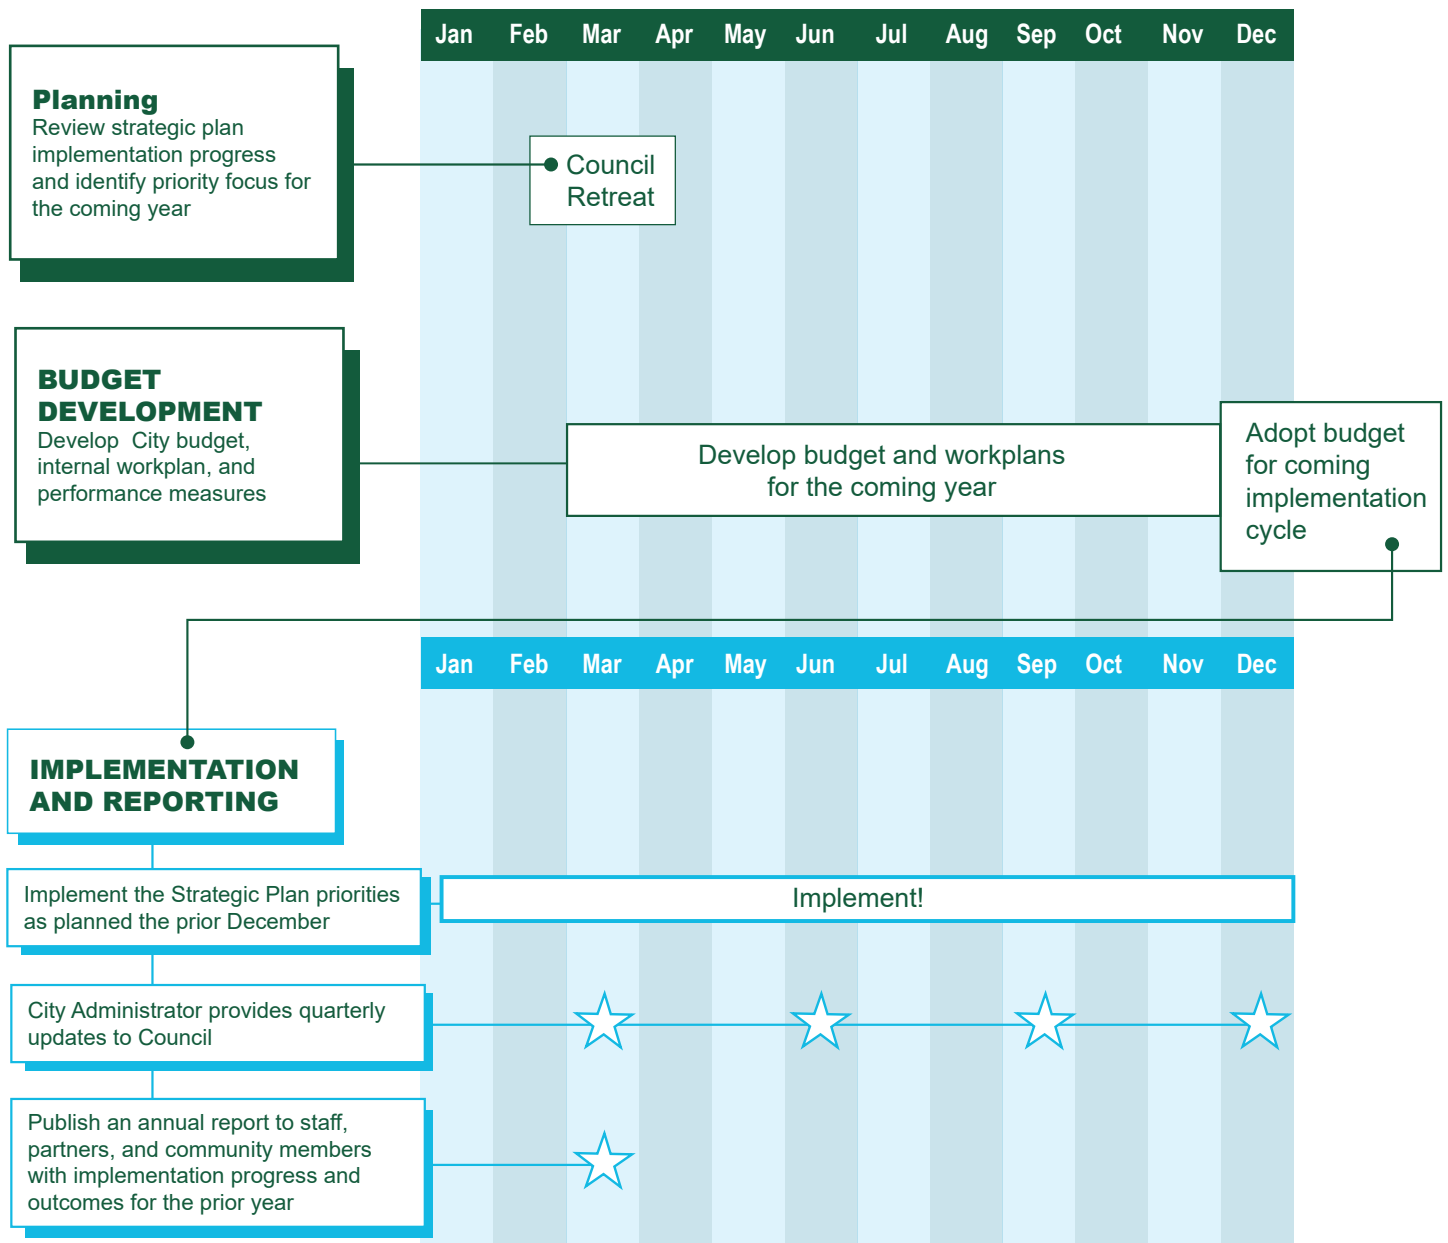 Jan Feb Mar Apr May Jun Jul Aug Sep Oct Nov Dec
Planning
Review strategic plan
implementation progress
and identify priority focus for
the coming year
Council
Retreat
BUDGET
DEVELOPMENT
Develop City budget,
internal workplan, and
performance measures
Develop budget and workplans
for the coming year
Adopt budget
for coming
implementation
cycle
Jan Feb Mar Apr May Jun Jul Aug Sep Oct Nov Dec
IMPLEMENTATION
AND REPORTING
Implement the Strategic Plan priorities
as planned the prior December
Implement!
City Administrator provides quarterly
updates to Council
Publish an annual report to staff,
partners, and community members
with implementation progress and
outcomes for the prior year